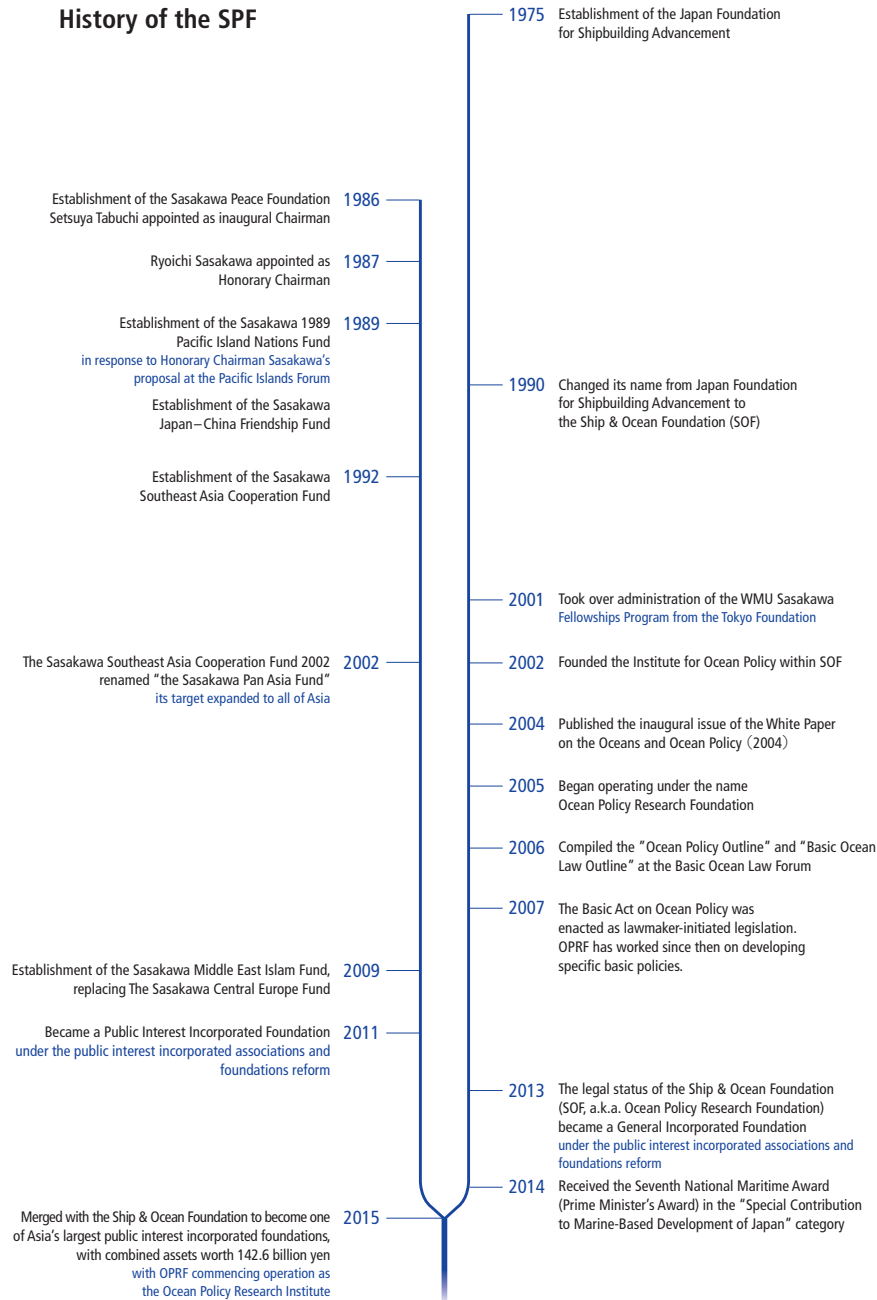 History of the SPF
1975 Establishment of the Japan Foundation
for Shipbuilding Advancement
Establishment of the Sasakawa Peace Foundation 1986
Setsuya Tabuchi appointed as inaugural Chairman
Ryoichi Sasakawa appointed as 1987
Honorary Chairman
Establishment of the Sasakawa 1989 1989
Pacific Island Nations Fund
in response to Honorary Chairman Sasakawa's
proposal at the Pacific Islands Forum
Establishment of the Sasakawa
Japan–China Friendship Fund
1990 Changed its name from Japan Foundation
for Shipbuilding Advancement to
the Ship & Ocean Foundation (SOF)
Establishment of the Sasakawa 1992
Southeast Asia Cooperation Fund
2001 Took over administration of the WMU Sasakawa
Fellowships Program from the Tokyo Foundation
The Sasakawa Southeast Asia Cooperation Fund 2002 2002
renamed "the Sasakawa Pan Asia Fund"
its target expanded to all of Asia
2002 Founded the Institute for Ocean Policy within SOF
2004 Published the inaugural issue of the White Paper
on the Oceans and Ocean Policy（2004）
2005 Began operating under the name
Ocean Policy Research Foundation
2006 Compiled the "Ocean Policy Outline" and "Basic Ocean
Law Outline" at the Basic Ocean Law Forum
2007 The Basic Act on Ocean Policy was
enacted as lawmaker-initiated legislation.
OPRF has worked since then on developing
specific basic policies.
Establishment of the Sasakawa Middle East Islam Fund, 2009
replacing The Sasakawa Central Europe Fund
Became a Public Interest Incorporated Foundation 2011
under the public interest incorporated associations and
foundations reform
2013 The legal status of the Ship & Ocean Foundation
(SOF, a.k.a. Ocean Policy Research Foundation)
became a General Incorporated Foundation
under the public interest incorporated associations and
foundations reform
2014 Received the Seventh National Maritime Award
(Prime Minister's Award) in the "Special Contribution
to Marine-Based Development of Japan" category
Merged with the Ship & Ocean Foundation to become one 2015
of Asia's largest public interest incorporated foundations,
with combined assets worth 142.6 billion yen
with OPRF commencing operation as
the Ocean Policy Research Institute